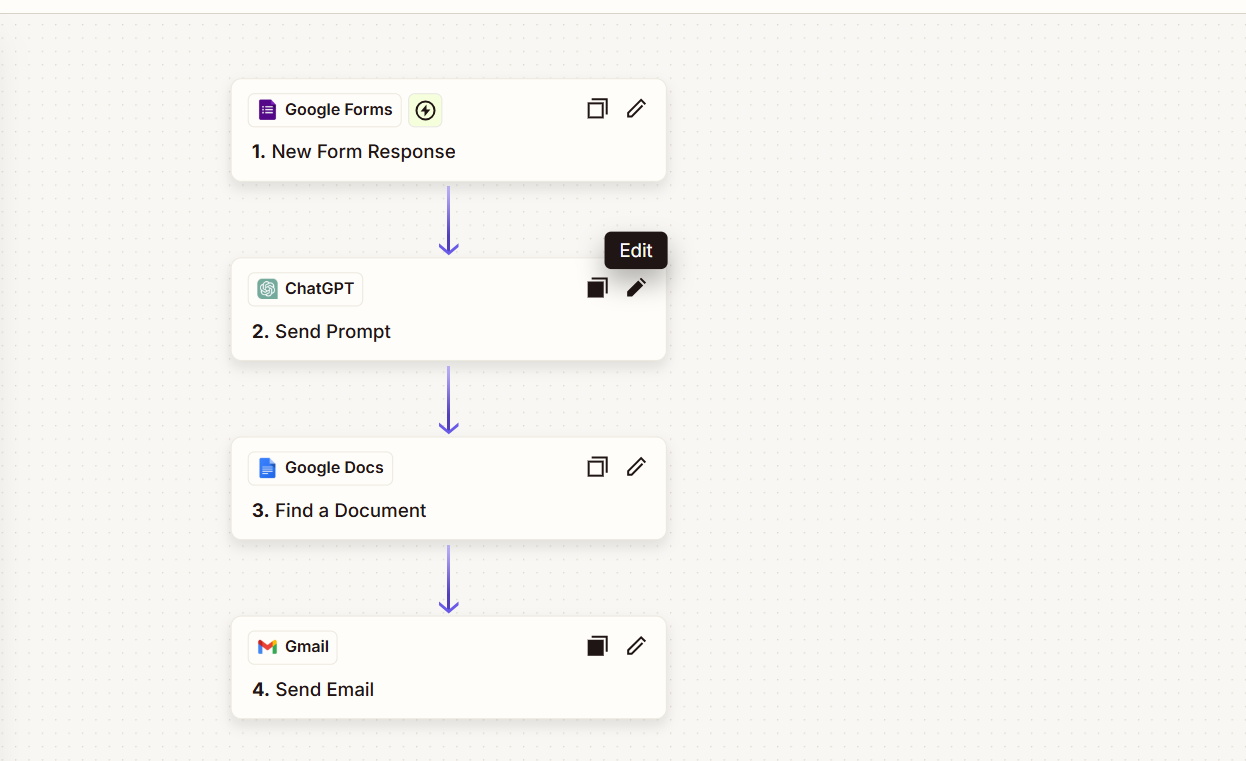 Google Forms
1. New Form Response
Edit
ChatGPT
2. Send Prompt
Google Docs
3. Find a Document
Gmail
4. Send Email